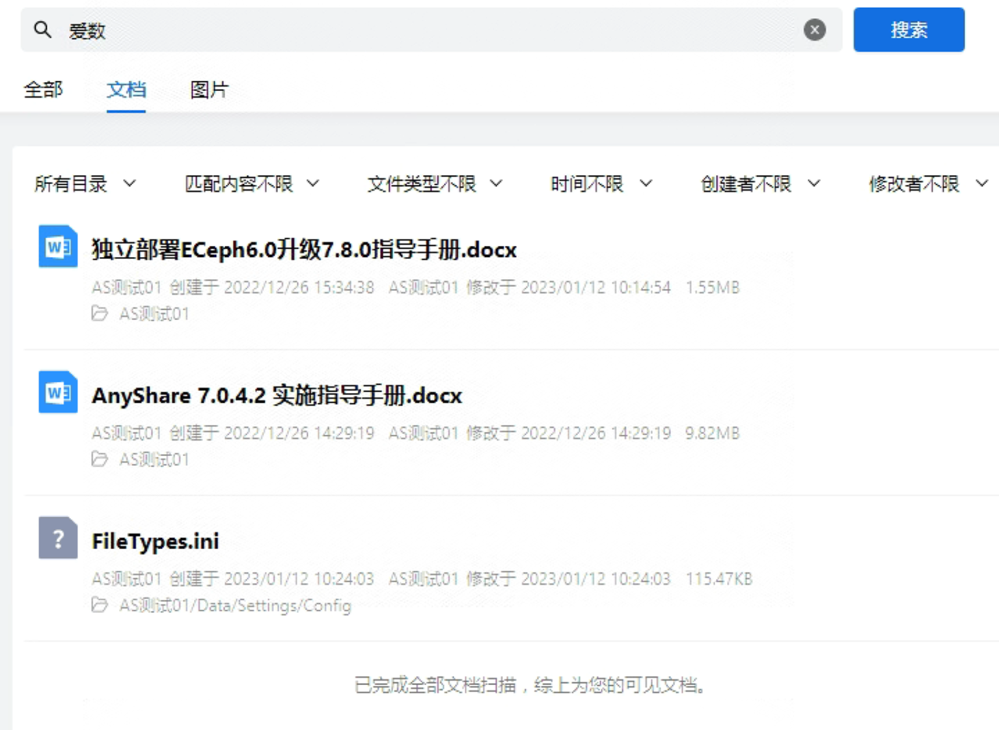 爱数
搜索
全部 文档 图片
所有目录 匹配内容不限 文件类型不限 时间不限 创建者不限 修改者不限
独立部署ECeph6.0升级7.8.0指导手册.docx
AS测试01 创建于 2022/12/26 15:34:38 AS测试01 修改于 2023/01/12 10:14:54 1.55MB
AS测试01
AnyShare 7.0.4.2 实施指导手册.docx
AS测试01 创建于 2022/12/26 14:29:19 AS测试01 修改于 2022/12/26 14:29:19 9.82MB
AS测试01
FileTypes.ini
AS测试01 创建于 2023/01/12 10:24:03 AS测试01 修改于 2023/01/12 10:24:03 115.47KB
AS测试01/Data/Settings/Config
已完成全部文档扫描，综上为您的可见文档。